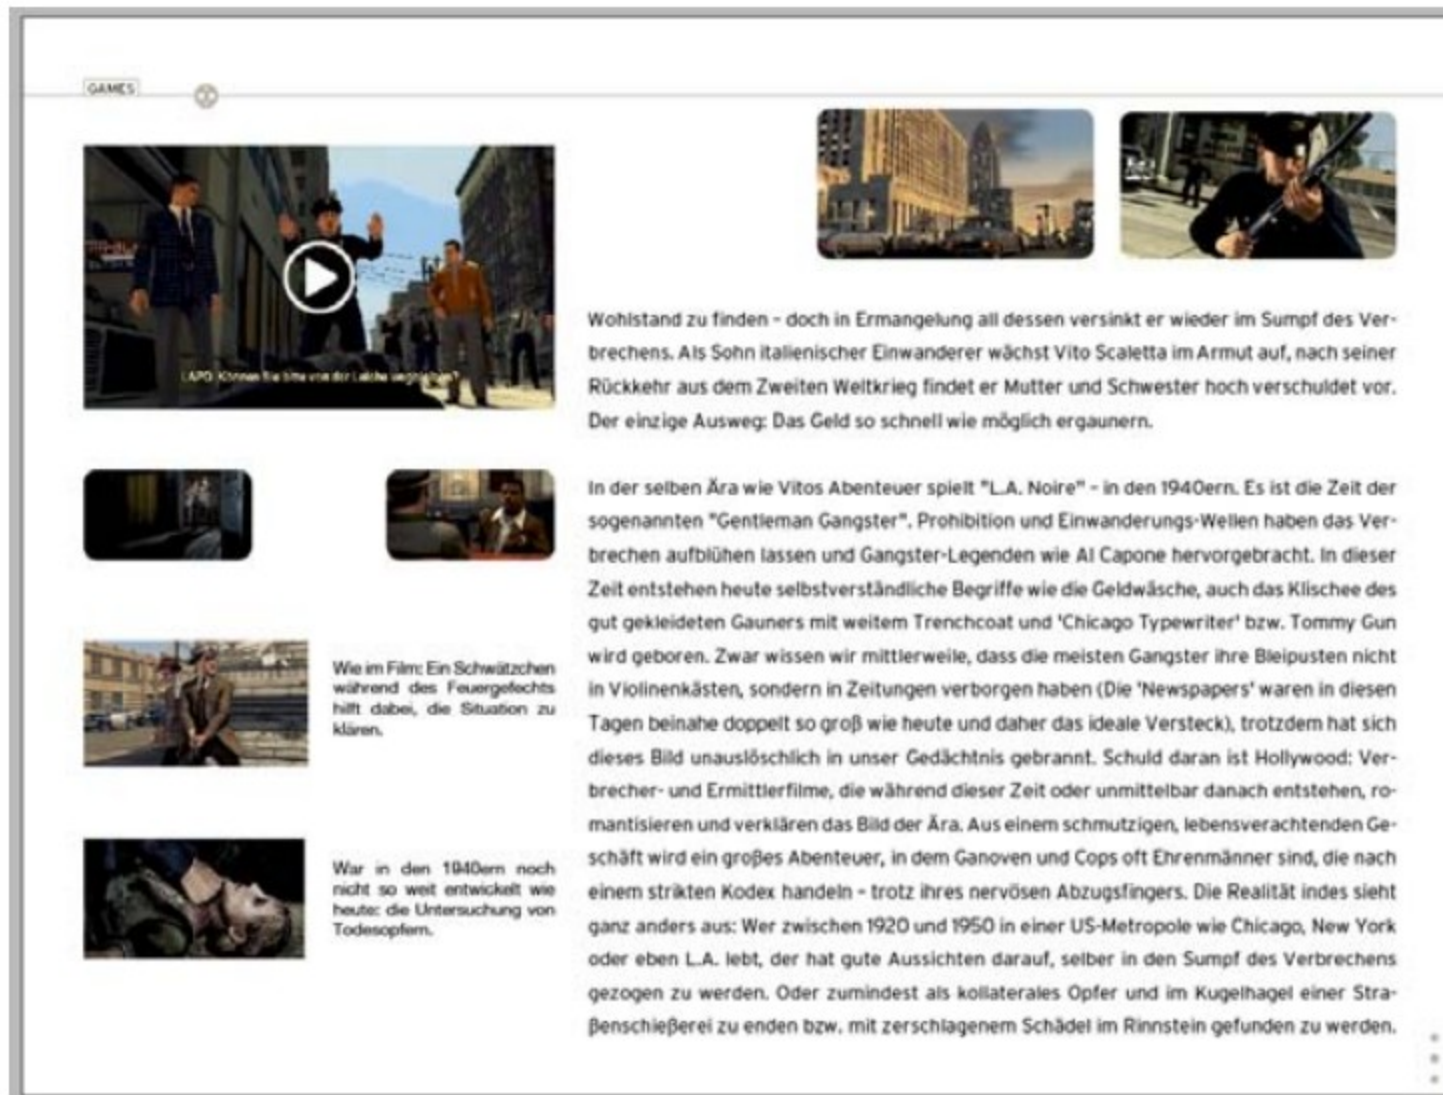 GAMES
LAPD: Können Sie bitte von der Leiche wegtreten?
Wie im Film: Ein Schwätzchen
während des Feuergefechts
hilft dabei, die Situation zu
klären.
War in den 1940ern noch
nicht so weit entwickelt wie
heute: die Untersuchung von
Todesopfern.
Wohlstand zu finden - doch in Ermangelung all dessen versinkt er wieder im Sumpf des Ver-
brechens. Als Sohn italienischer Einwanderer wächst Vito Scaletta im Armut auf, nach seiner
Rückkehr aus dem Zweiten Weltkrieg findet er Mutter und Schwester hoch verschuldet vor.
Der einzige Ausweg: Das Geld so schnell wie möglich ergaunern.
In der selben Ära wie Vitos Abenteuer spielt "L.A. Noire" - in den 1940ern. Es ist die Zeit der
sogenannten "Gentleman Gangster". Prohibition und Einwanderungs-Wellen haben das Ver-
brechen aufblühen lassen und Gangster-Legenden wie Al Capone hervorgebracht. In dieser
Zeit entstehen heute selbstverständliche Begriffe wie die Geldwäsche, auch das Klischee des
gut gekleideten Gauners mit weitem Trenchcoat und 'Chicago Typewriter' bzw. Tommy Gun
wird geboren. Zwar wissen wir mittlerweile, dass die meisten Gangster ihre Bleipusten nicht
in Violinenkästen, sondern in Zeitungen verborgen haben (Die 'Newspapers' waren in diesen
Tagen beinahe doppelt so groß wie heute und daher das ideale Versteck), trotzdem hat sich
dieses Bild unauslöschlich in unser Gedächtnis gebrannt. Schuld daran ist Hollywood: Ver-
brecher- und Ermittlerfilme, die während dieser Zeit oder unmittelbar danach entstehen, ro-
mantisieren und verklären das Bild der Ära. Aus einem schmutzigen, lebensverachtenden Ge-
schäft wird ein großes Abenteuer, in dem Ganoven und Cops oft Ehrenmänner sind, die nach
einem strikten Kodex handeln - trotz ihres nervösen Abzugsfingers. Die Realität indes sieht
ganz anders aus: Wer zwischen 1920 und 1950 in einer US-Metropole wie Chicago, New York
oder eben L.A. lebt, der hat gute Aussichten darauf, selber in den Sumpf des Verbrechens
gezogen zu werden. Oder zumindest als kollaterales Opfer und im Kugelhagel einer Stra-
ßenschießerei zu enden bzw. mit zerschlagenem Schädel im Rinnstein gefunden zu werden.